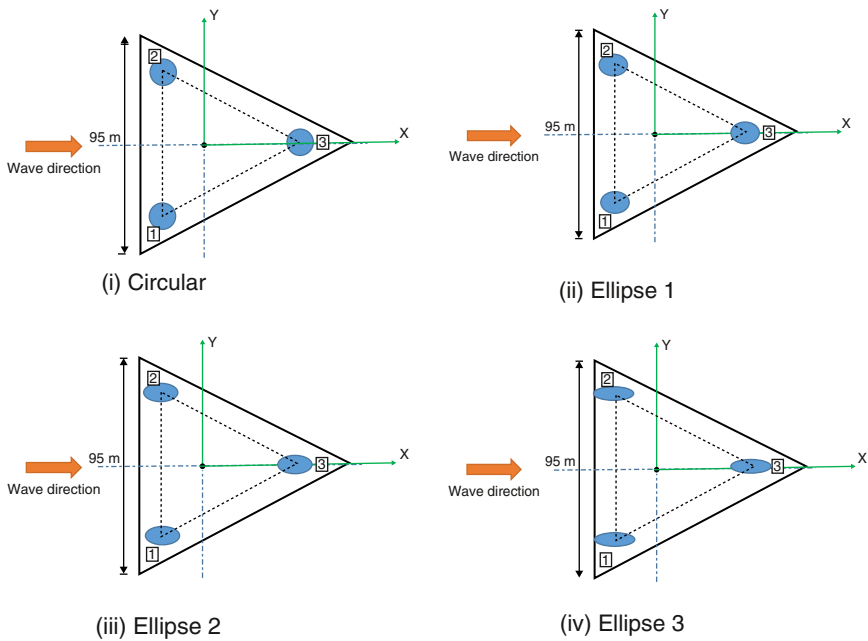 Y
2
95 m
X
3
Wave direction
1
(i) Circular
Y
2
95 m
X
3
Wave direction
1
(ii) Ellipse 1
Y
2
95 m
X
3
Wave direction
1
(iii) Ellipse 2
Y
2
95 m
X
3
Wave direction
1
(iv) Ellipse 3